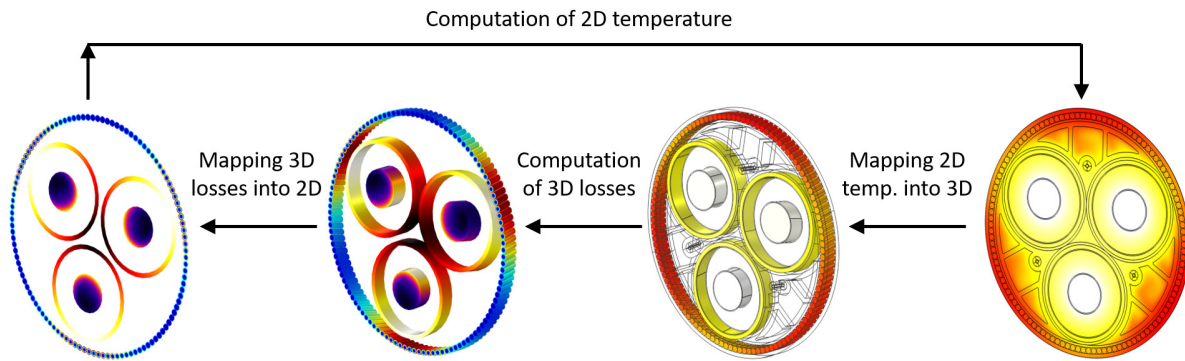 Computation of 2D temperature
Mapping 3D
losses into 2D
Computation
of 3D losses
Mapping 2D
temp. into 3D